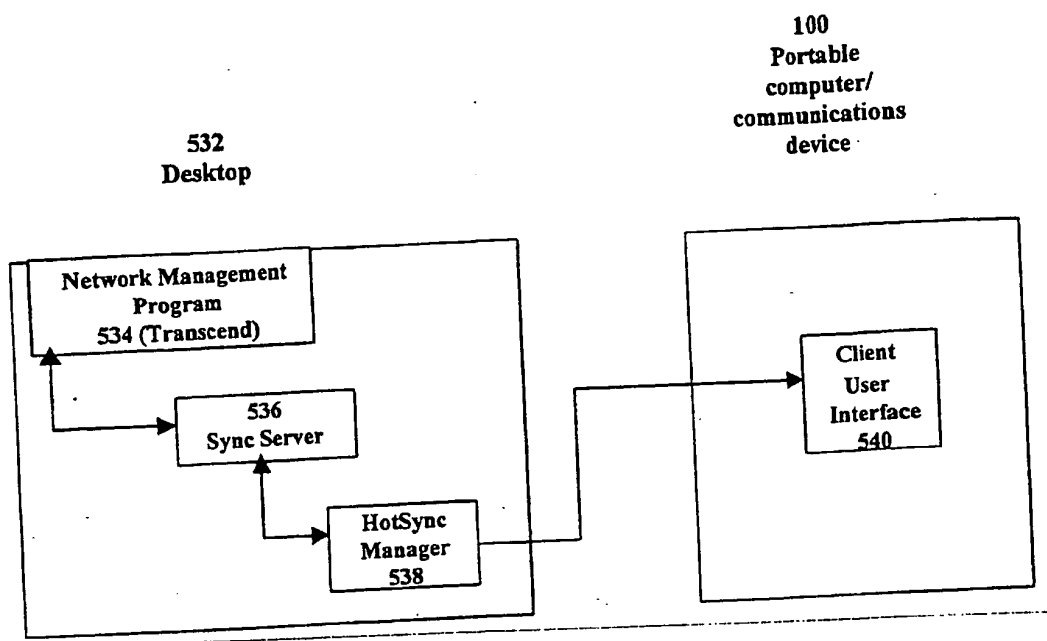 100
Portable
computer/
communications
device
532
Desktop
Network Management
Program
534 (Transcend)
536
Sync Server
HotSync
Manager
538
Client
User
Interface
540